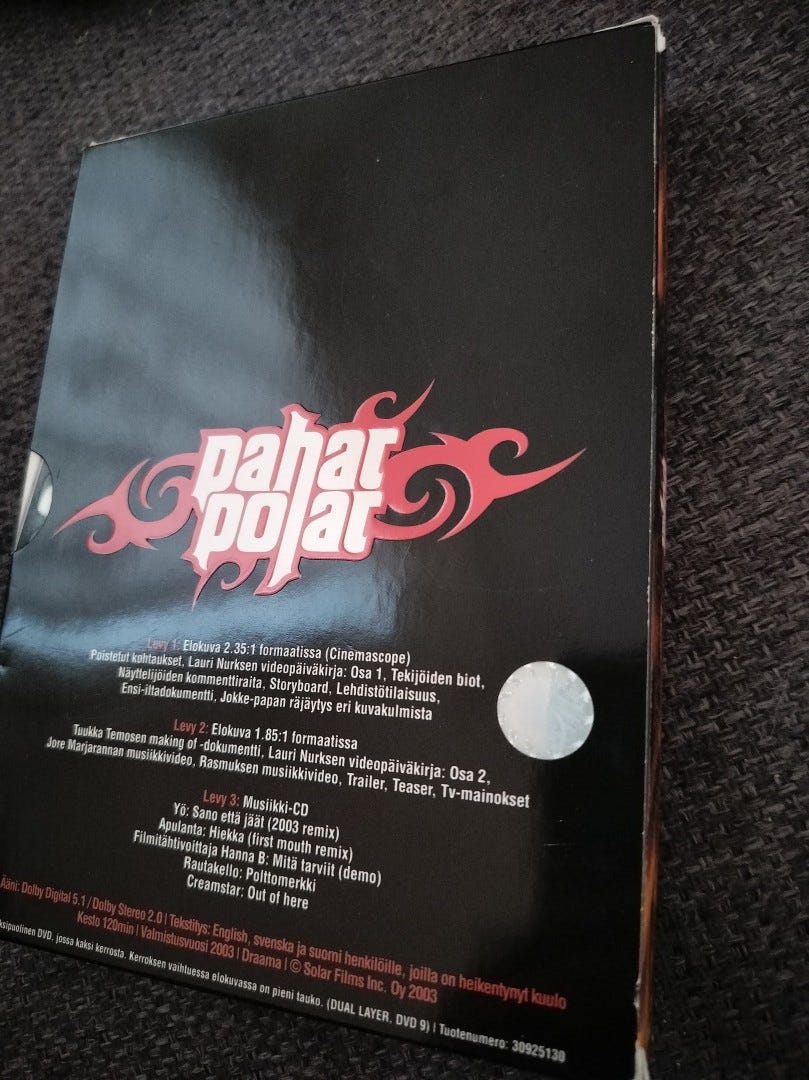 pahat
pojat
Levy 1: Elokuva 2.35:1 formaatissa (Cinemascope)
Poistetut kohtaukset, Lauri Nurksen videopäiväkirja: Osa 1, Tekijöiden biot,
Näyttelijöiden kommenttiraita, Storyboard, Lehdistötilaisuus,
Ensi-iltadokumentti, Jokke-papan räjäytys eri kuvakulmista
Levy 2: Elokuva 1.85:1 formaatissa
Tuukka Temosen making of -dokumentti, Lauri Nurksen videopäiväkirja: Osa 2,
Jore Marjarannan musiikkivideo, Rasmuksen musiikkivideo, Trailer, Teaser, Tv-mainokset
Levy 3: Musiikki-CD
Yö: Sano että jäät (2003 remix)
Apulanta: Hiekka (first mouth remix)
Filmitähtivoittaja Hanna B: Mitä tarviit (demo)
Rautakello: Polttomerkki
Creamstar: Out of here
Ääni: Dolby Digital 5.1 / Dolby Stereo 2.0 | Tekstitys: English, svenska ja suomi henkilöille, joilla on heikentynyt kuulo
Kesto 120min | Valmistusvuosi 2003 | Draama | © Solar Films Inc. Oy 2003
DVD, jossa kaksi kerrosta. Kerroksen vaihtuessa elokuvassa on pieni tauko. (DUAL LAYER, DVD 9) | Tuotenumero: 30925130